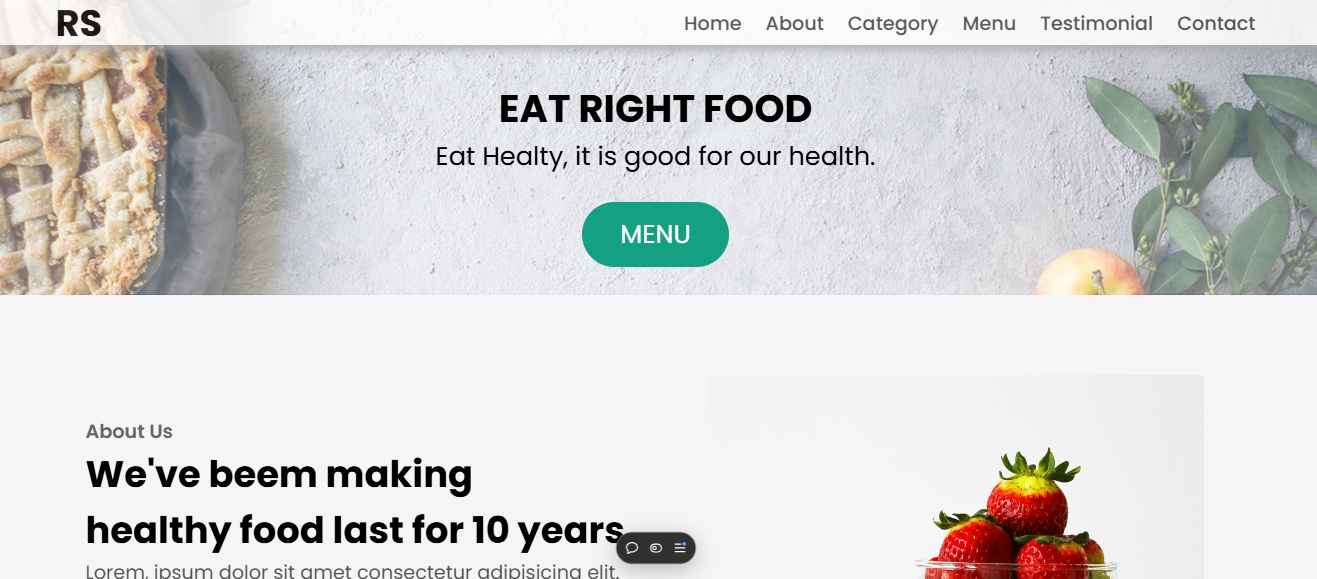 RS
Home About Category Menu Testimonial Contact
EAT RIGHT FOOD
Eat Healty, it is good for our health.
MENU
About Us
We've beem making
healthy food last for 10 years
Lorem, ipsum dolor sit amet consectetur adipisicing elit.